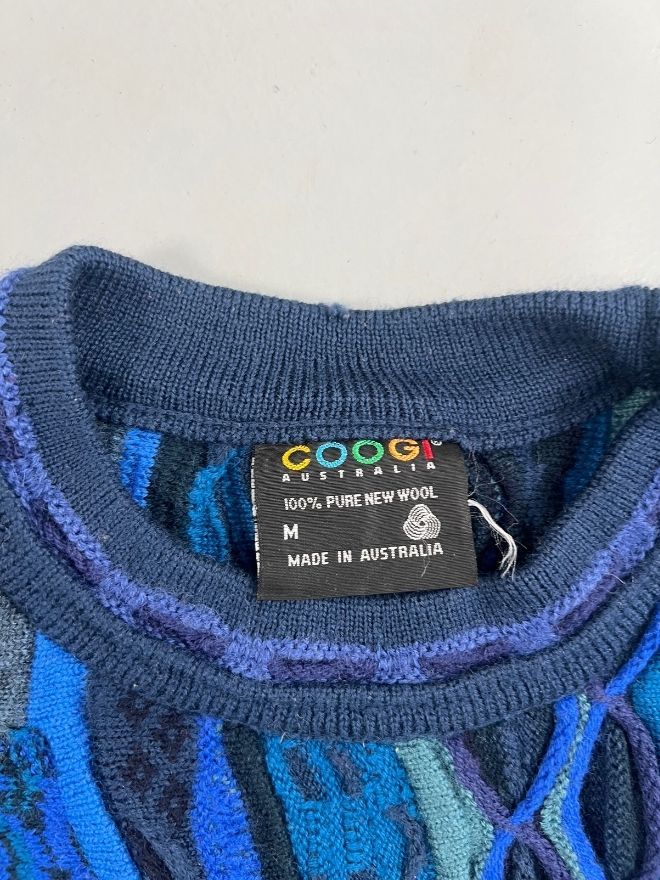 COOGI®
AUSTRALIA
100% PURE NEW WOOL
M
MADE IN AUSTRALIA